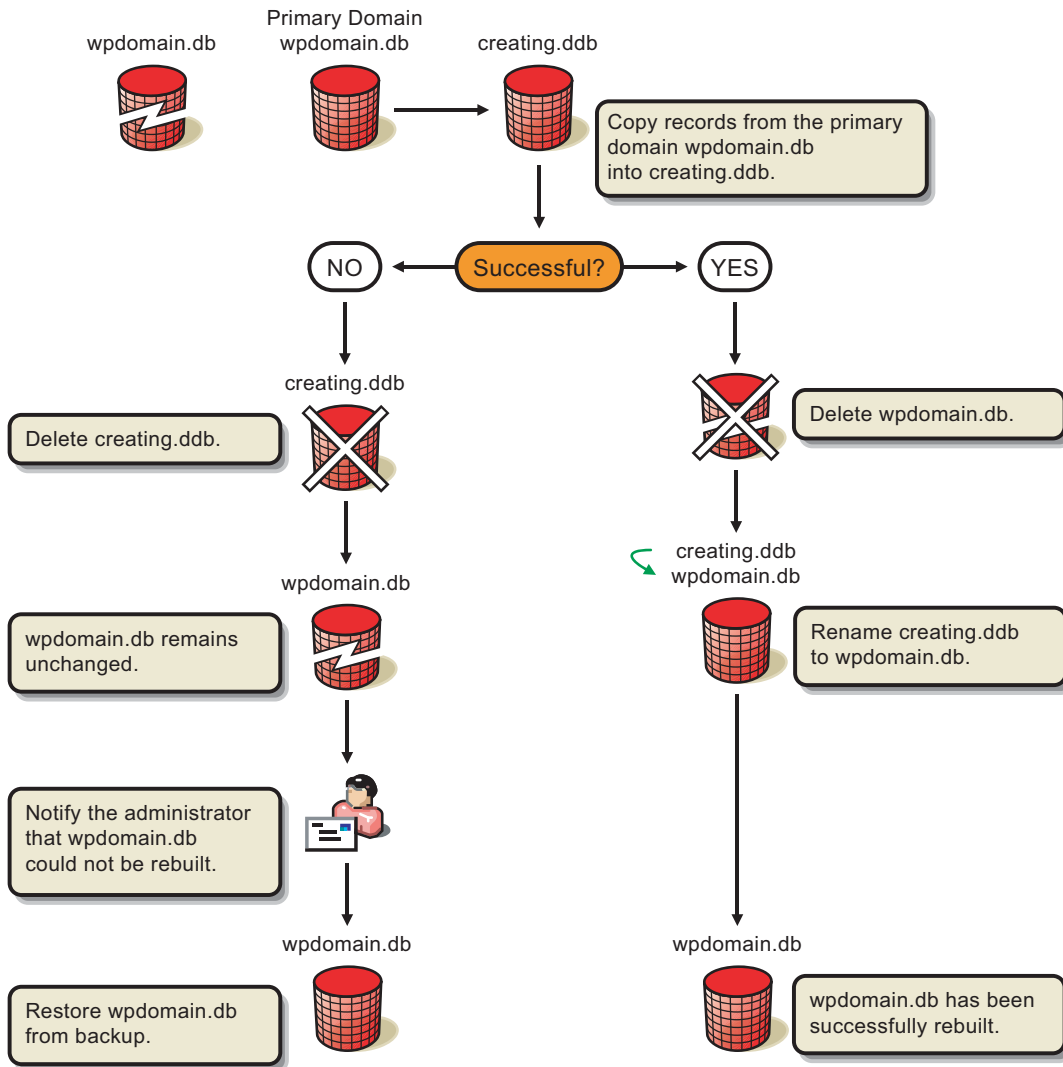 wpdomain.db
Primary Domain
wpdomain.db
creating.ddb
Copy records from the primary
domain wpdomain.db
into creating.ddb.
NO
Successful?
YES
creating.ddb
Delete creating.ddb.
Delete wpdomain.db.
wpdomain.db
wpdomain.db remains
unchanged.
creating.ddb
wpdomain.db
Rename creating.ddb
to wpdomain.db.
Notify the administrator
that wpdomain.db
could not be rebuilt.
wpdomain.db
Restore wpdomain.db
from backup.
wpdomain.db
wpdomain.db has been
successfully rebuilt.